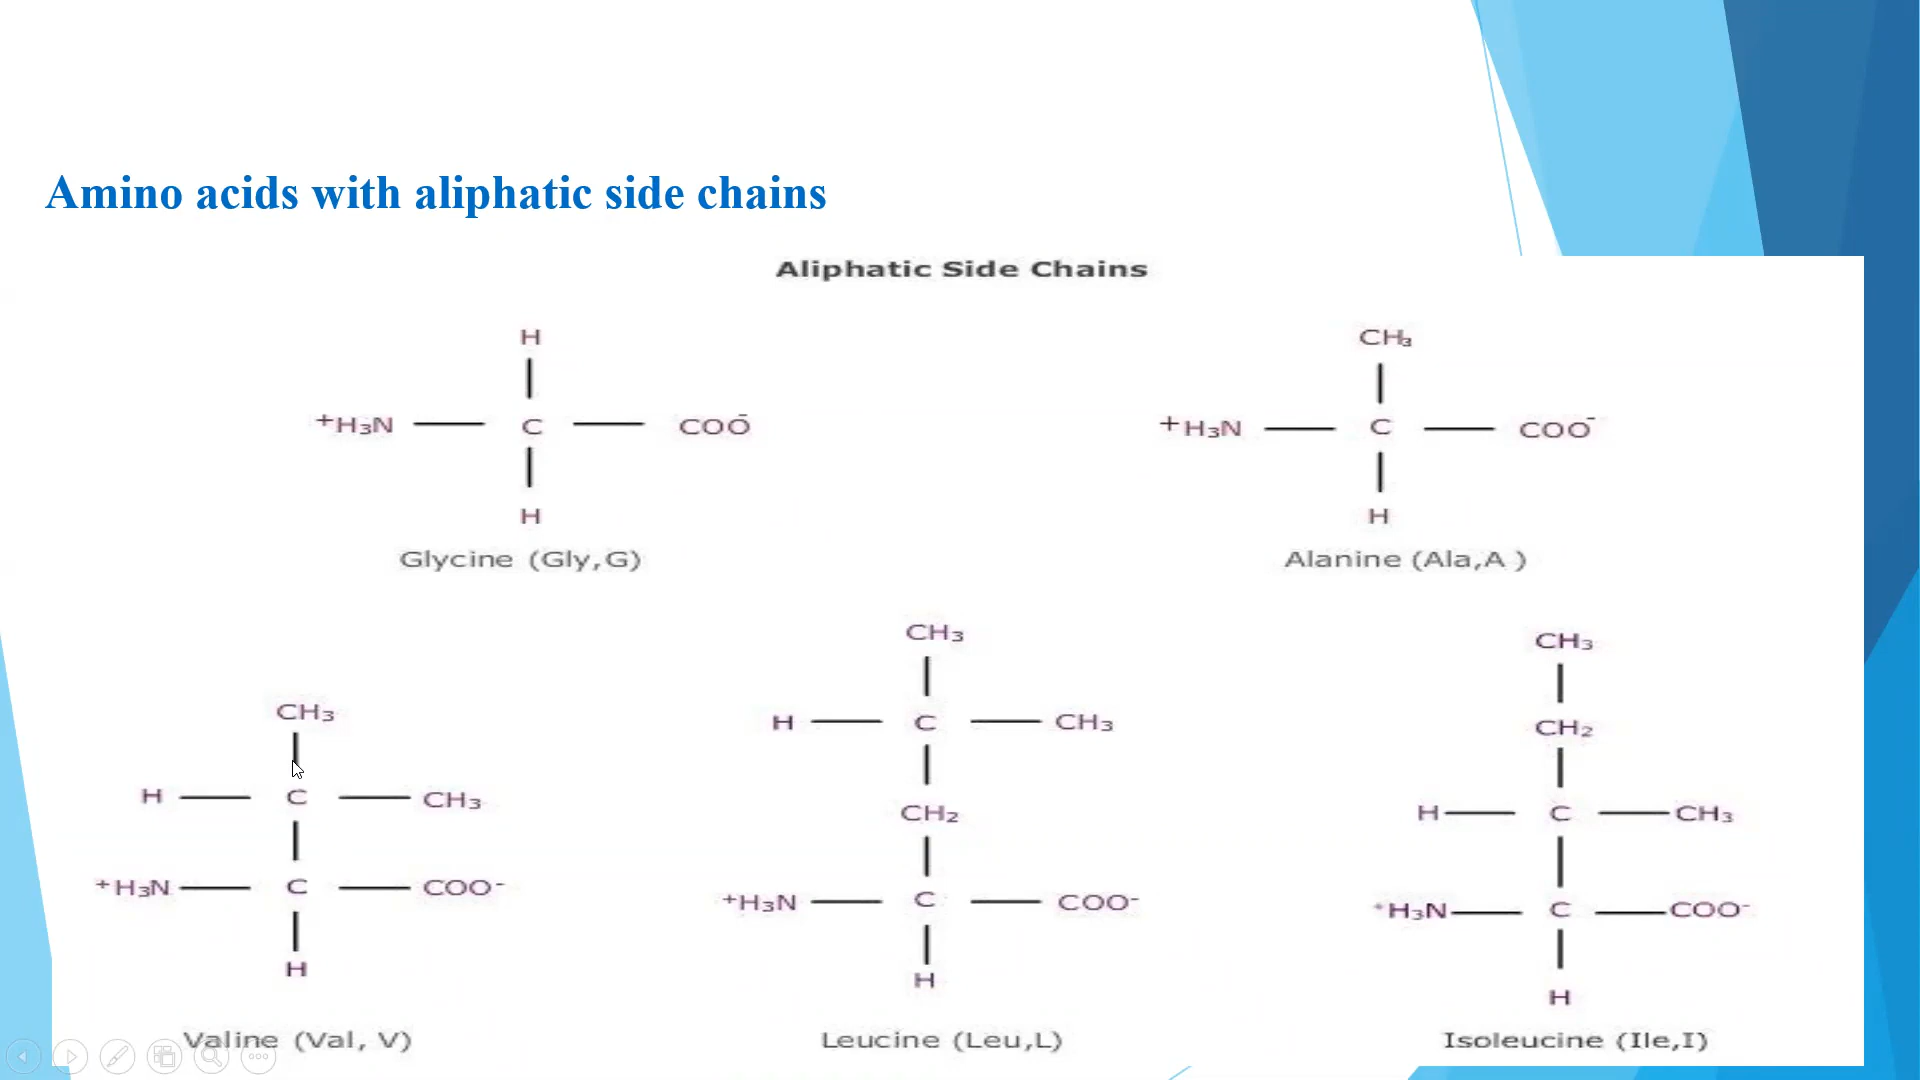 Amino acids with aliphatic side chains
Aliphatic Side Chains
H
⁺H₃N C COO⁻
H
Glycine (Gly,G)
CH₃
⁺H₃N C COO⁻
H
Alanine (Ala,A )
CH₃
H C CH₃
⁺H₃N C COO⁻
H
Valine (Val, V)
CH₃
H C CH₃
CH₂
⁺H₃N C COO⁻
H
Leucine (Leu,L)
CH₃
CH₂
H C CH₃
⁺H₃N C COO⁻
H
Isoleucine (Ile,I)